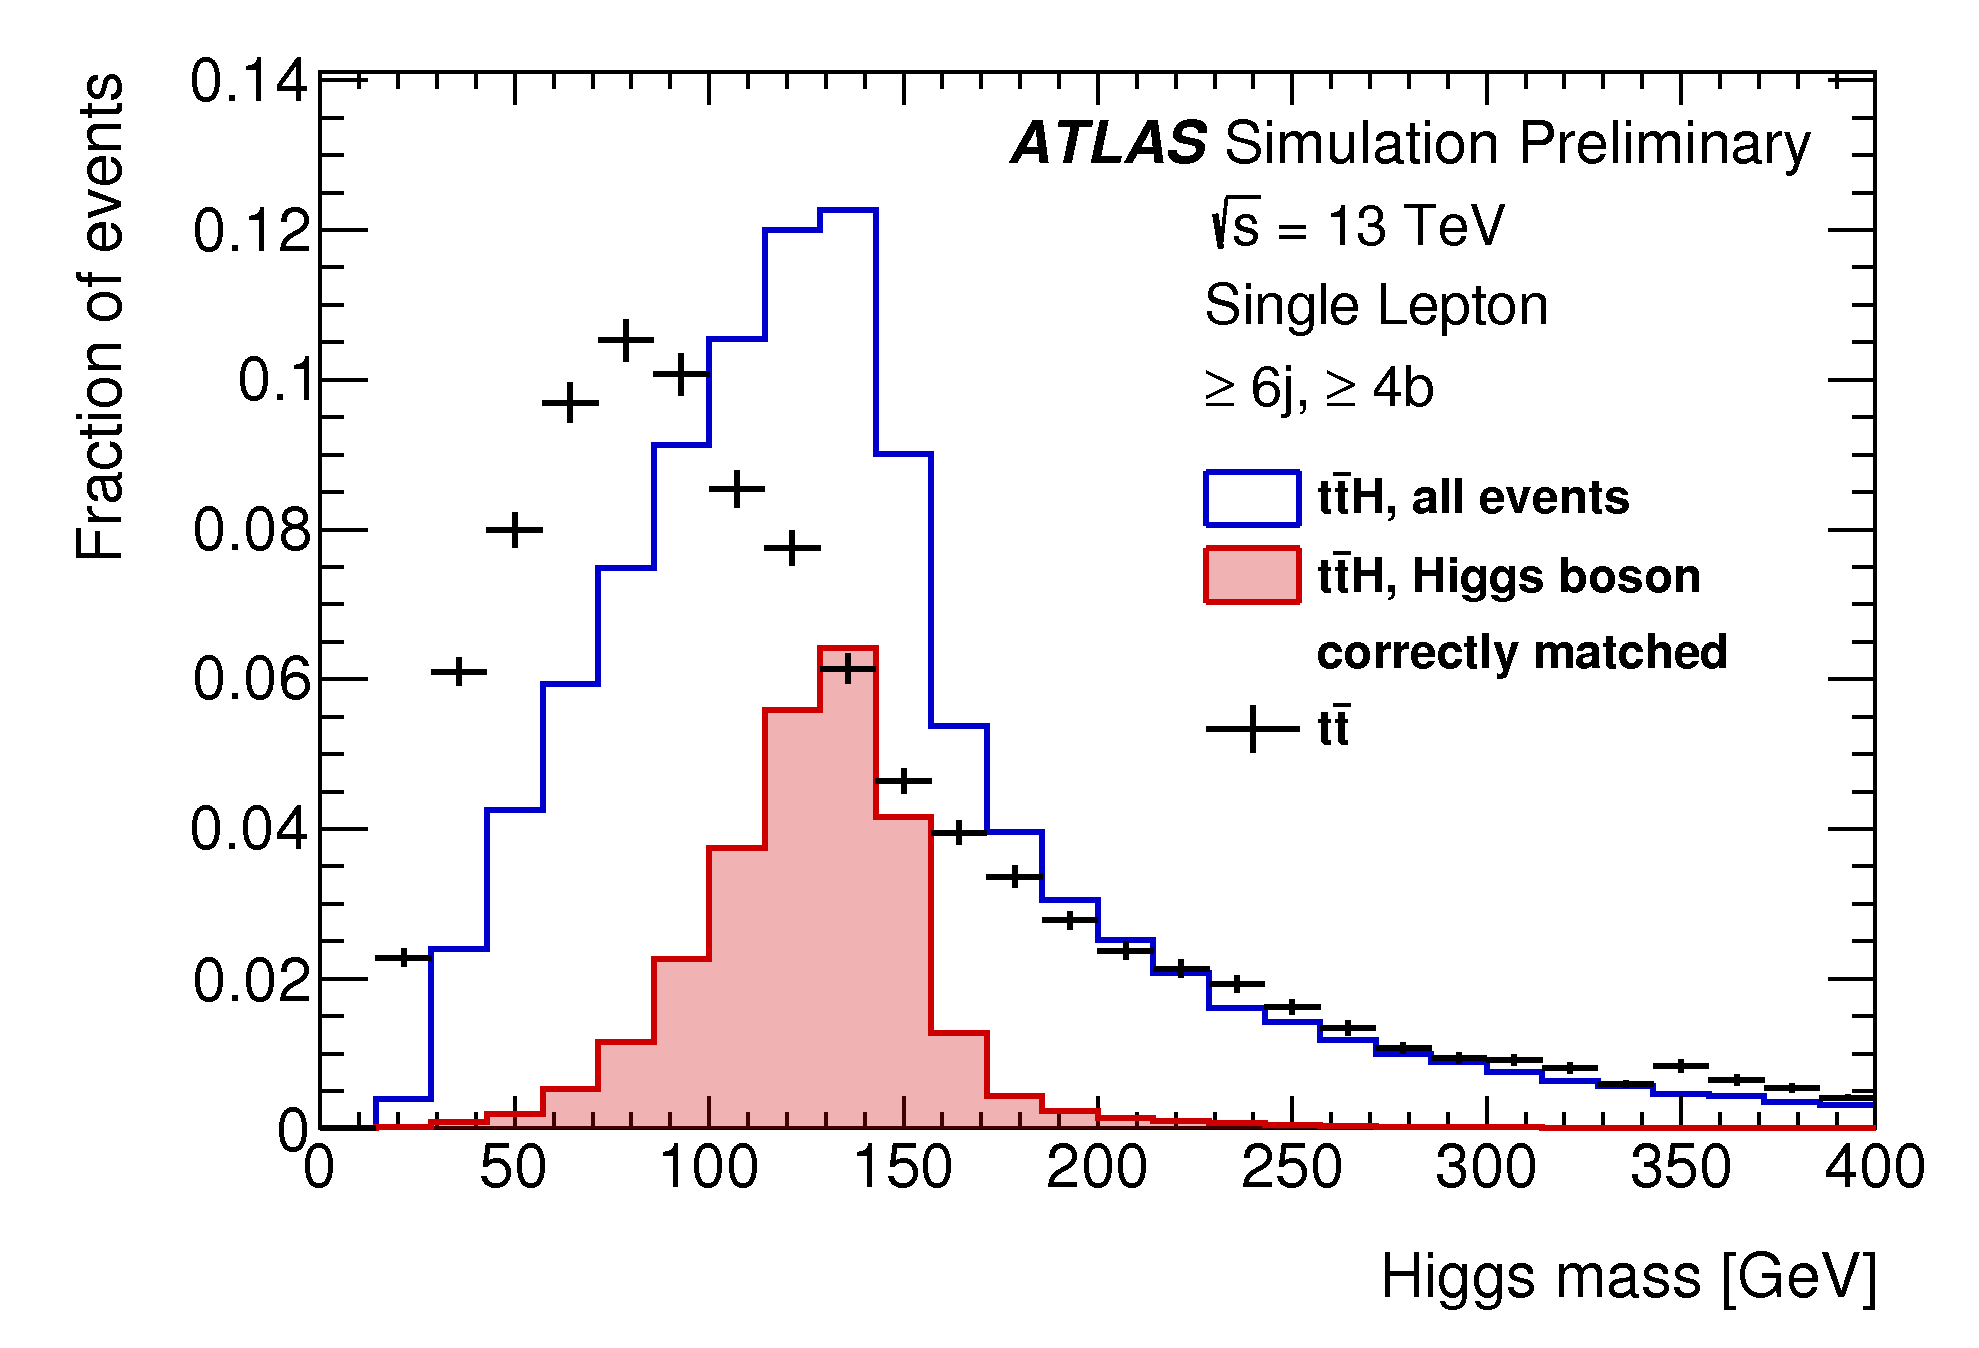 Fraction of events
0.14
0.12
0.1
0.08
0.06
0.04
0.02
0
ATLAS Simulation Preliminary
√s = 13 TeV
Single Lepton
≥ 6j, ≥ 4b
tt̄H, all events
tt̄H, Higgs boson
correctly matched
tt̄
0 50 100 150 200 250 300 350 400
Higgs mass [GeV]